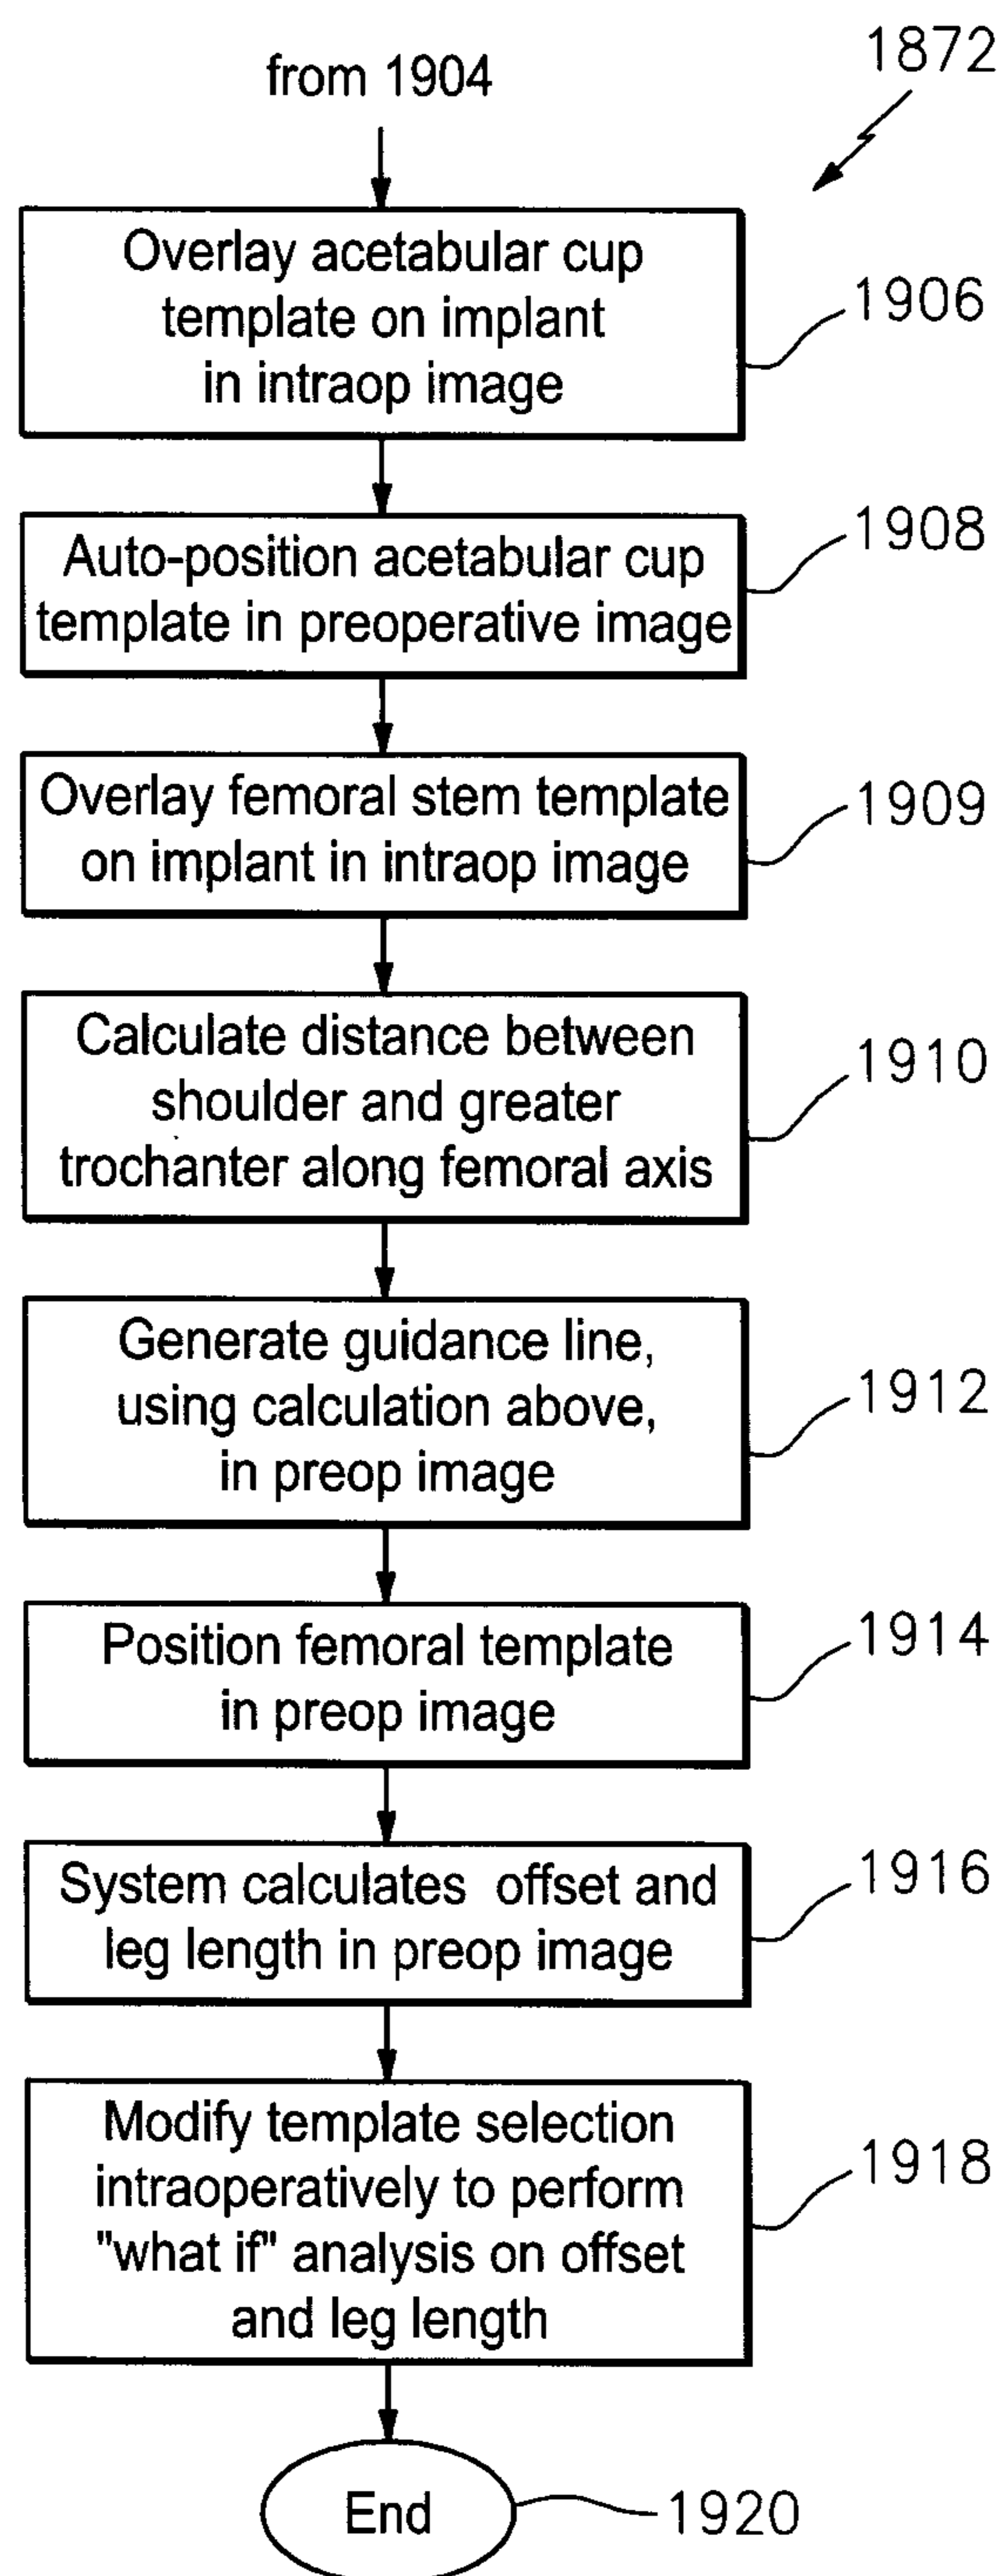 1872
from 1904
Overlay acetabular cup
template on implant
in intraop image
1906
Auto-position acetabular cup
template in preoperative image
1908
Overlay femoral stem template
on implant in intraop image
1909
Calculate distance between
shoulder and greater
trochanter along femoral axis
1910
Generate guidance line,
using calculation above,
in preop image
1912
Position femoral template
in preop image
1914
System calculates offset and
leg length in preop image
1916
Modify template selection
intraoperatively to perform
"what if" analysis on offset
and leg length
1918
End
1920